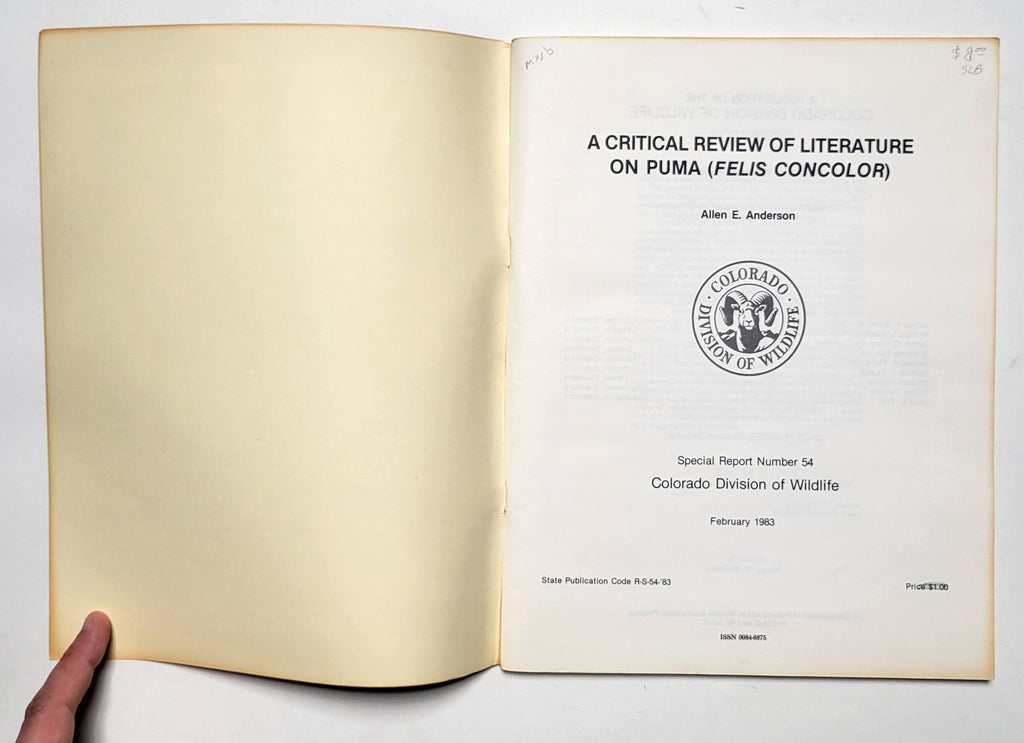 mxb
$8.00
SEB
A CRITICAL REVIEW OF LITERATURE
ON PUMA (FELIS CONCOLOR)
Allen E. Anderson
COLORADO
DIVISION OF WILDLIFE
Special Report Number 54
Colorado Division of Wildlife
February 1983
State Publication Code R-S-54-'83
Price $1.00
ISSN 0084-8875